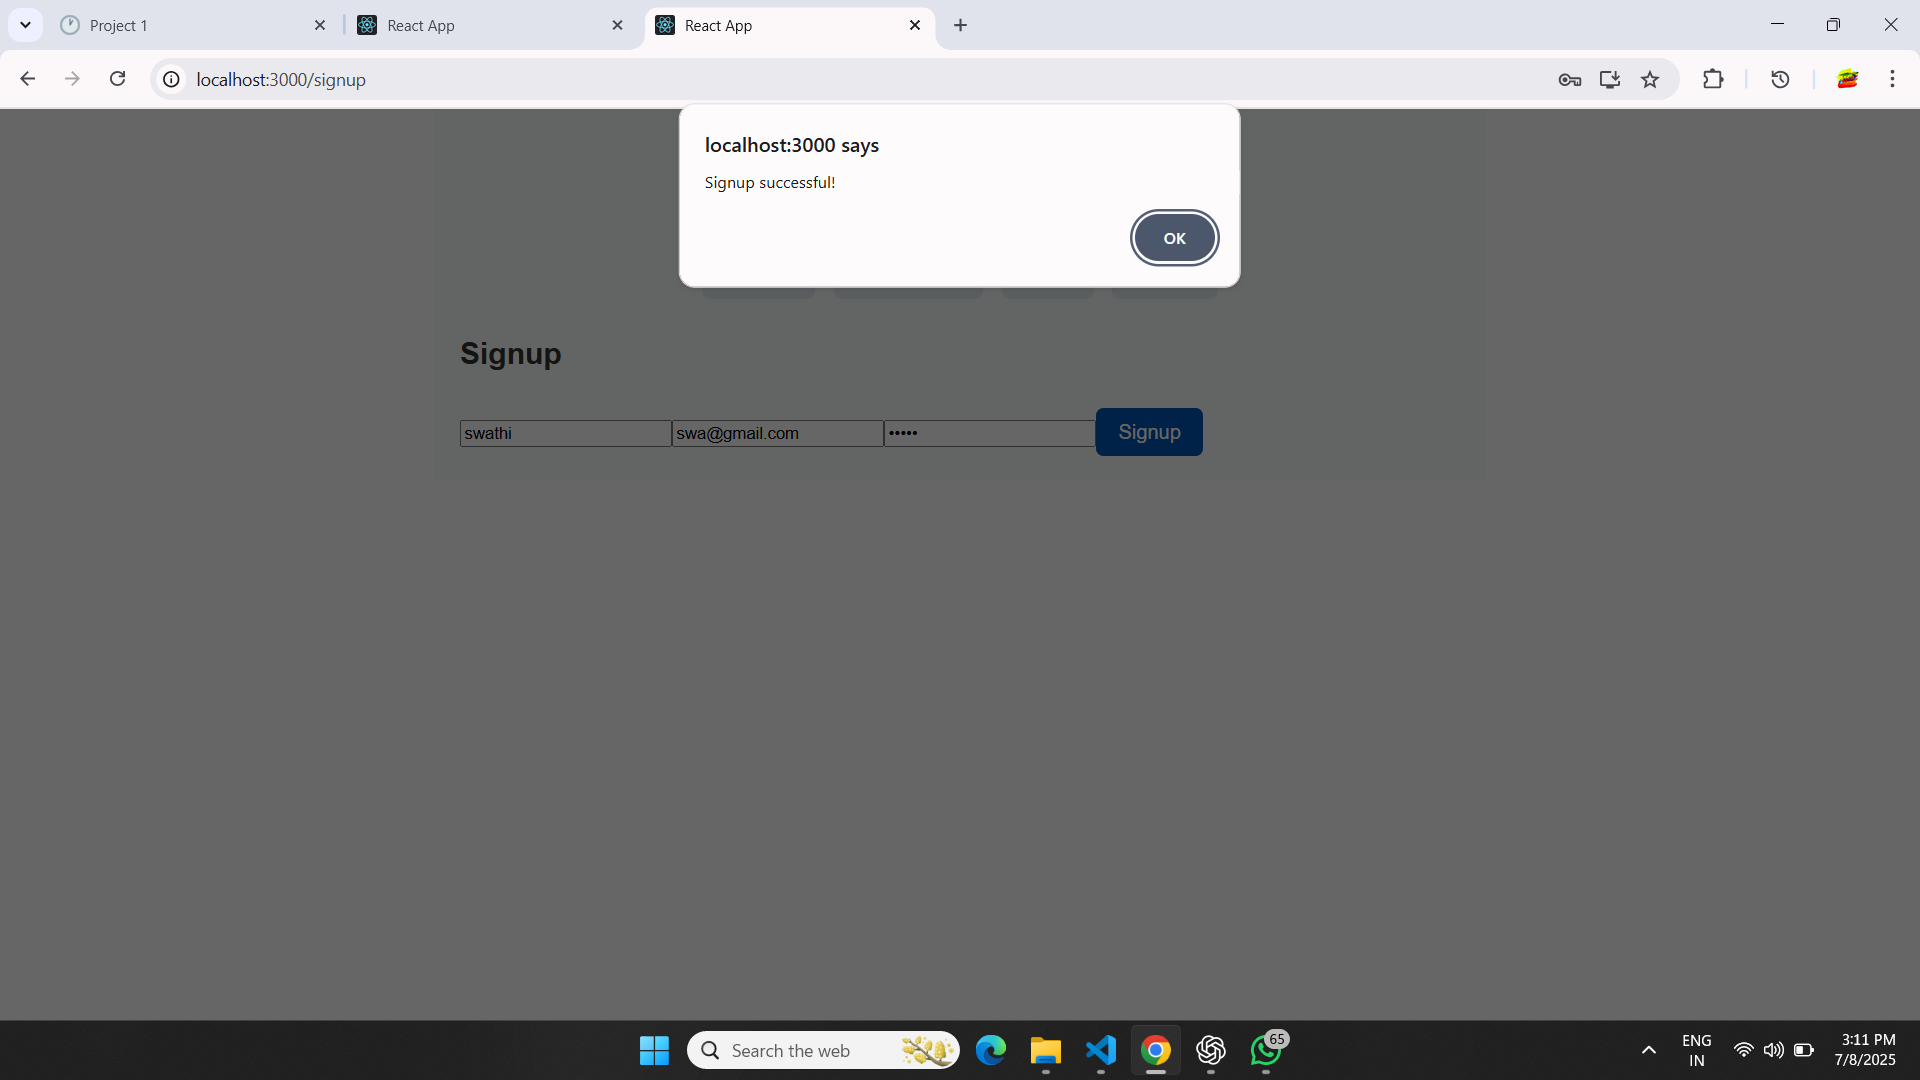 Project 1
React App
React App
localhost:3000/signup
localhost:3000 says
Signup successful!
OK
Signup
swathi
swa@gmail.com
•••••
Signup
Search the web
65
ENG
IN
3:11 PM
7/8/2025